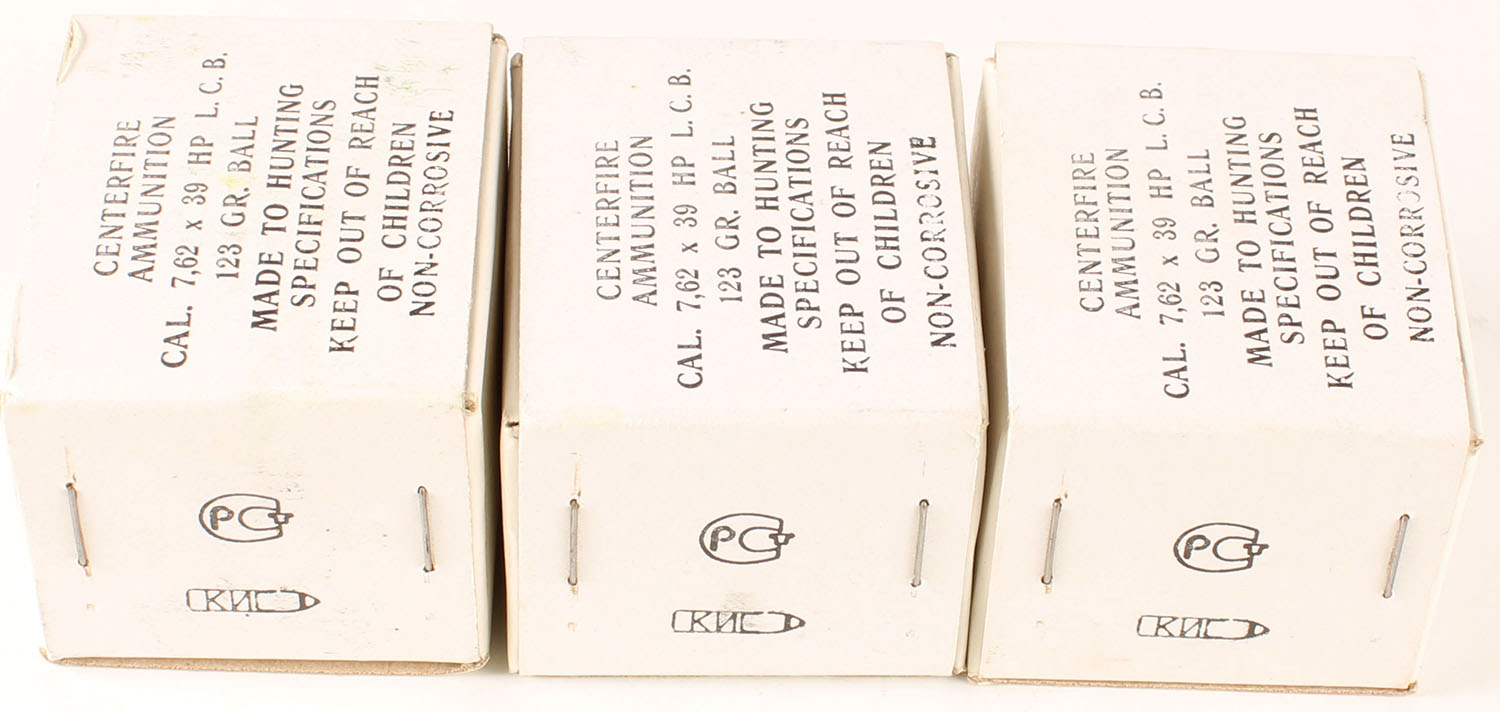 CENTERFIRE
AMMUNITION
CAL. 7,62 x 39 HP L.C.B.
123 GR. BALL
MADE TO HUNTING
SPECIFICATIONS
KEEP OUT OF REACH
OF CHILDREN
NON-CORROSIVE
РС
КИС
CENTERFIRE
AMMUNITION
CAL. 7,62 x 39 HP L.C.B.
123 GR. BALL
MADE TO HUNTING
SPECIFICATIONS
KEEP OUT OF REACH
OF CHILDREN
NON-CORROSIVE
РС
КИС
CENTERFIRE
AMMUNITION
CAL. 7,62 x 39 HP L.C.B.
123 GR. BALL
MADE TO HUNTING
SPECIFICATIONS
KEEP OUT OF REACH
OF CHILDREN
NON-CORROSIVE
РС
КИС